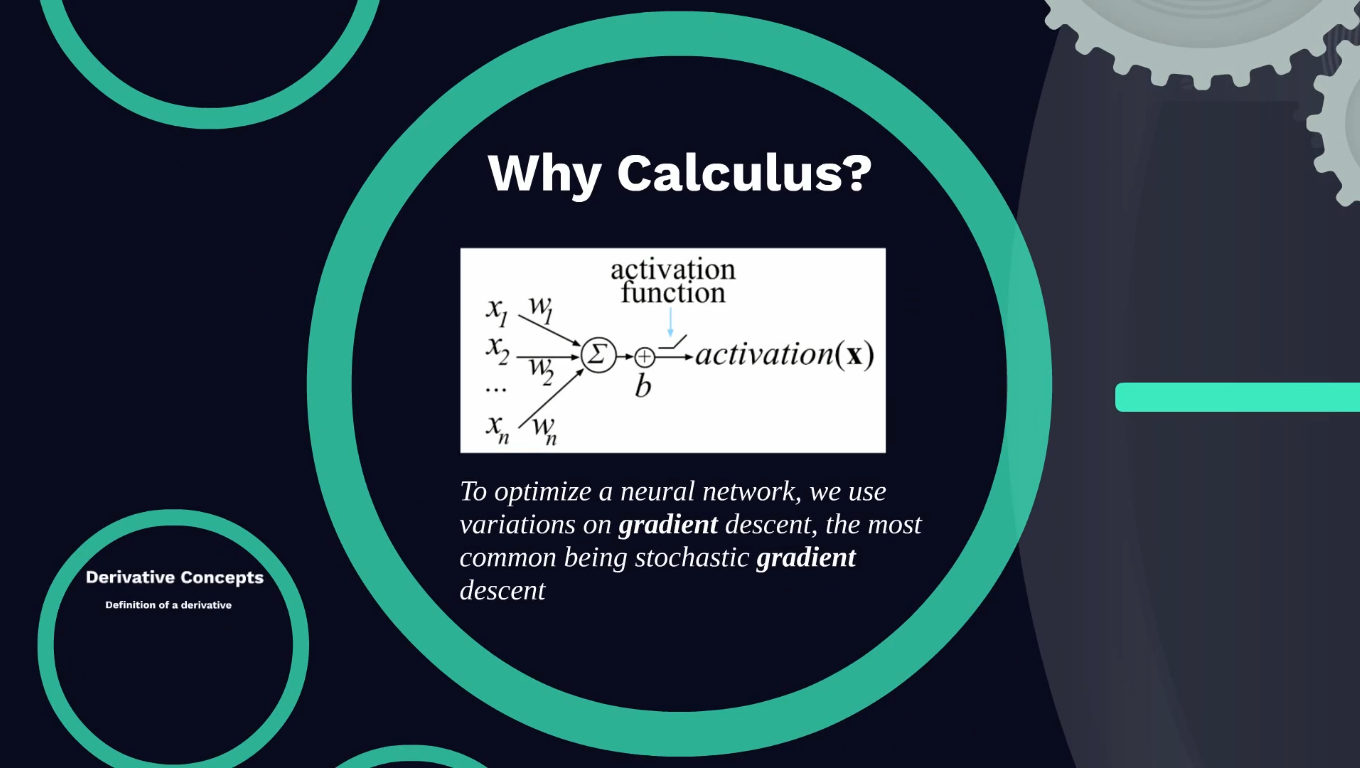 Why Calculus?
activation
function
x1 w1
x2 w2
...
xn wn
Σ + activation(x)
b
To optimize a neural network, we use
variations on gradient descent, the most
common being stochastic gradient
descent
Derivative Concepts
Definition of a derivative